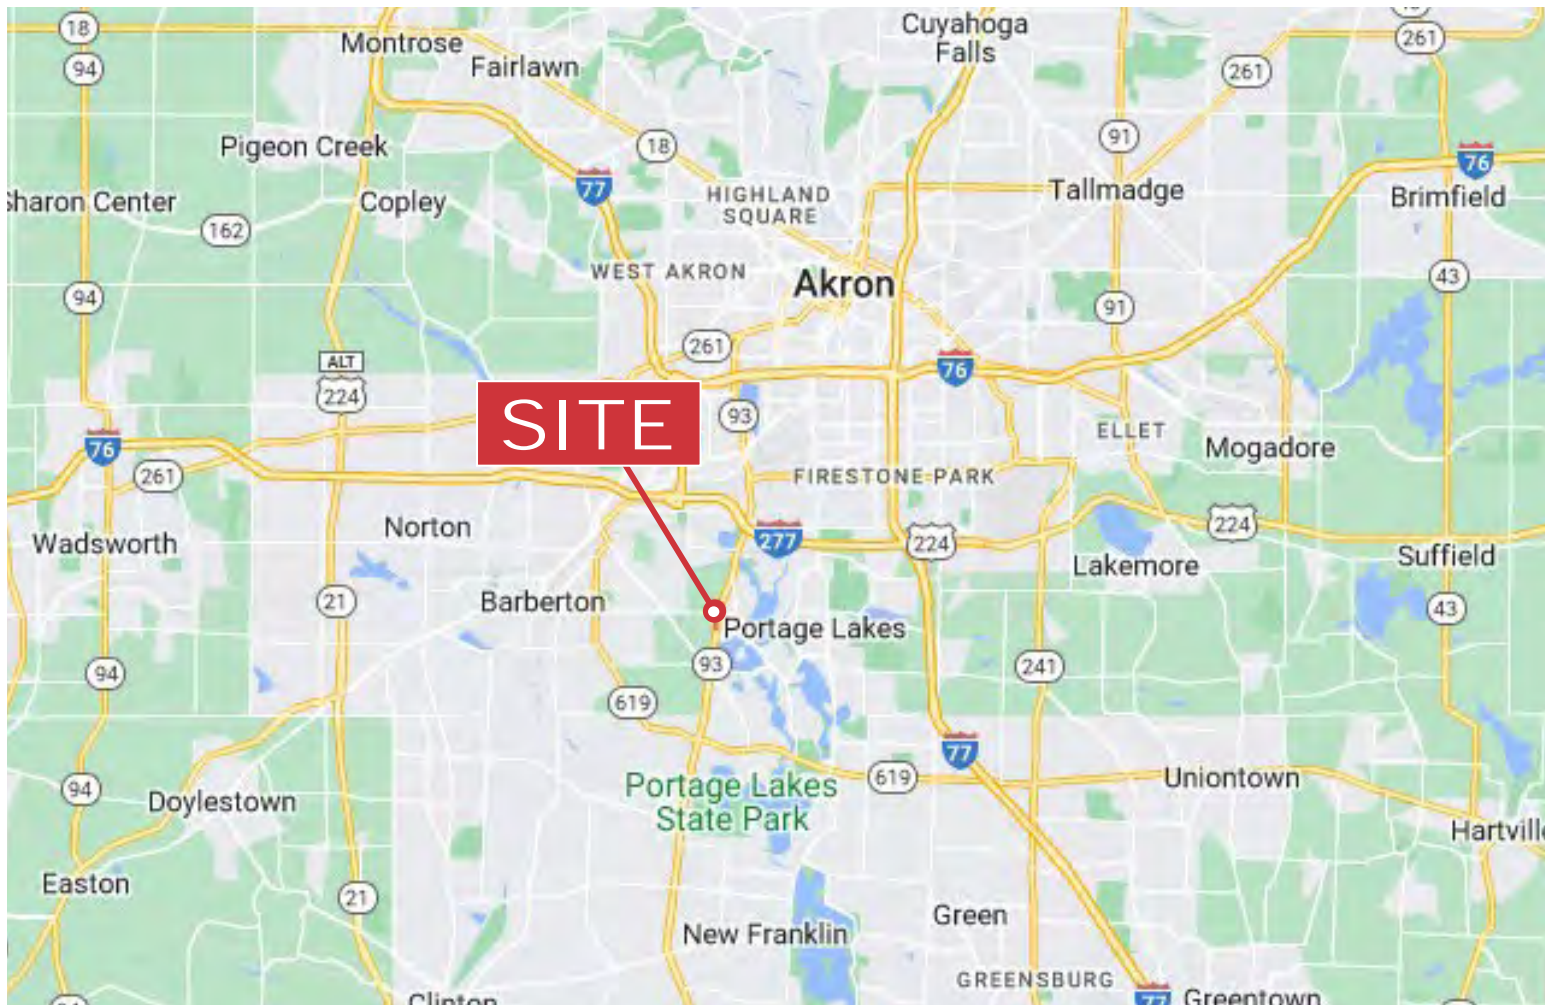 Cuyahoga
Falls
18
Montrose
261
Fairlawn
94
261
91
Pigeon Creek
18
76
77
Tallmadge
HIGHLAND
SQUARE
Brimfield
Sharon Center
Copley
162
WEST AKRON
43
Akron
94
91
261
ALT
224
76
SITE
93
ELLET
76
Mogadore
261
FIRESTONE PARK
Norton
224
Wadsworth
277
224
Suffield
Lakemore
21
Barberton
43
Portage Lakes
93
241
94
619
77
Portage Lakes
State Park
619
Uniontown
94
Doylestown
Hartville
Easton
21
Green
New Franklin
GREENSBURG
77
Greentown
Clinton